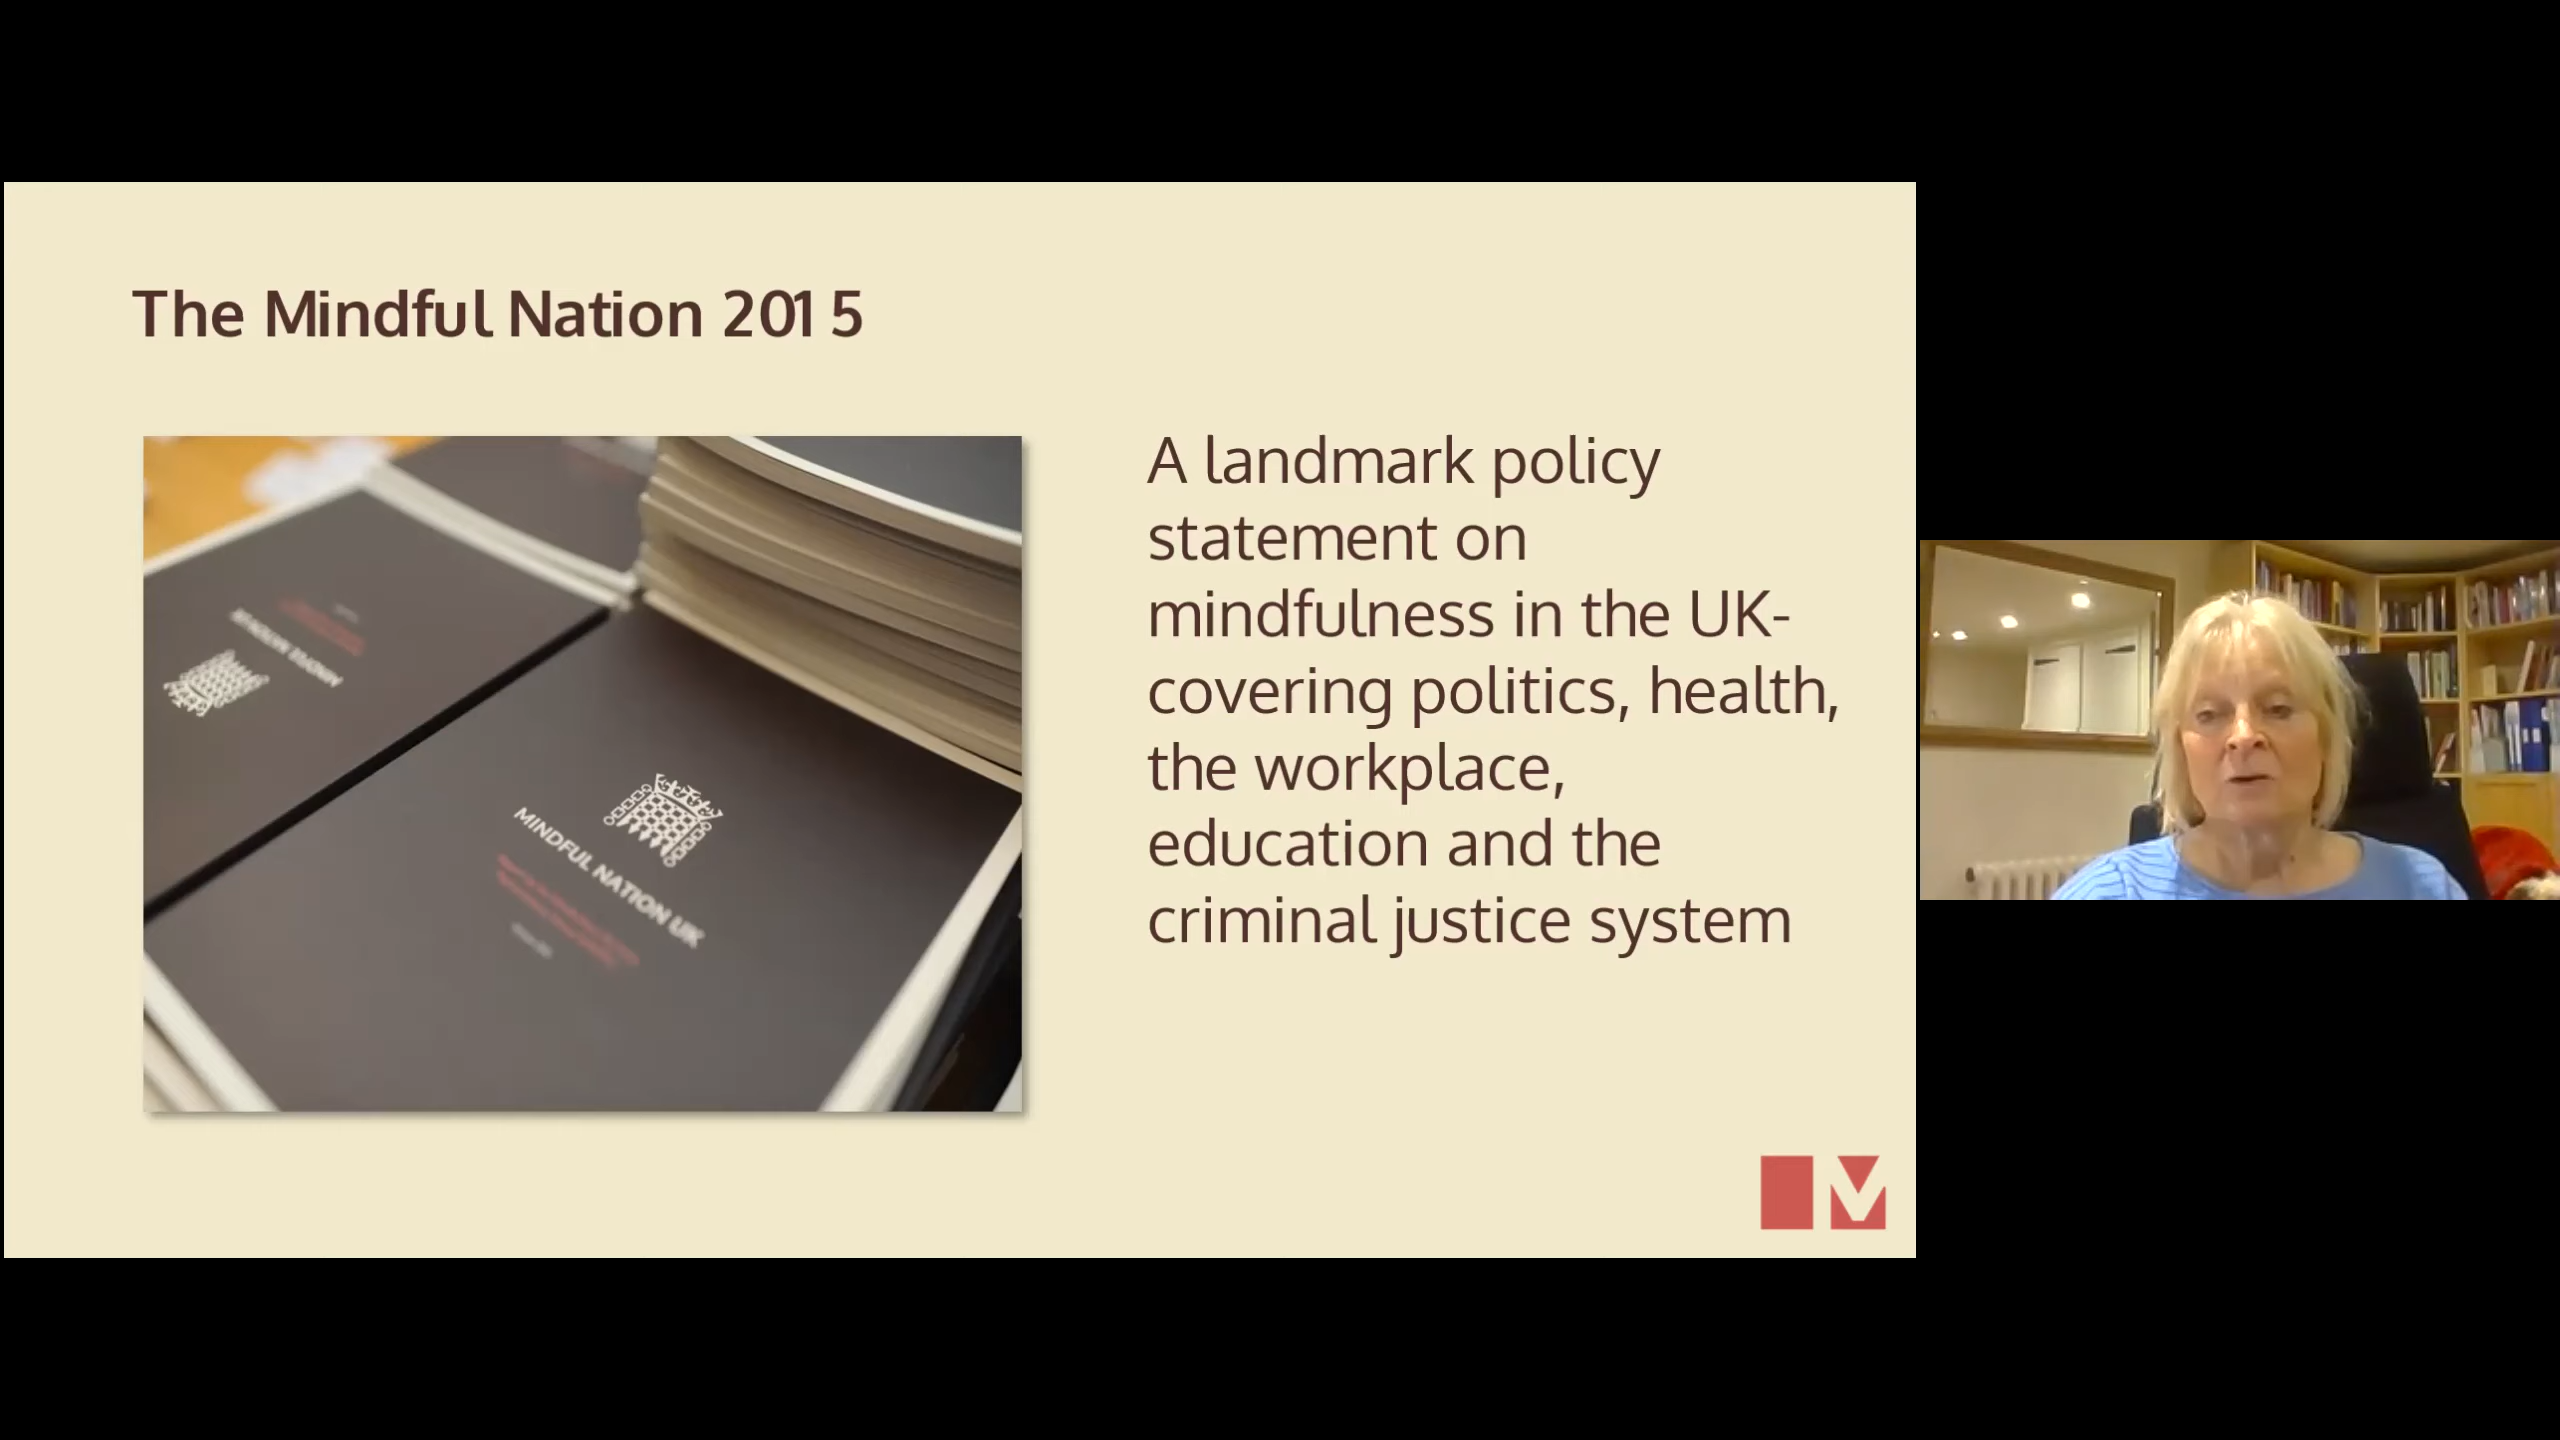 The Mindful Nation 2015
A landmark policy
statement on
mindfulness in the UK-
covering politics, health,
the workplace,
education and the
criminal justice system
MINDFUL NATION UK